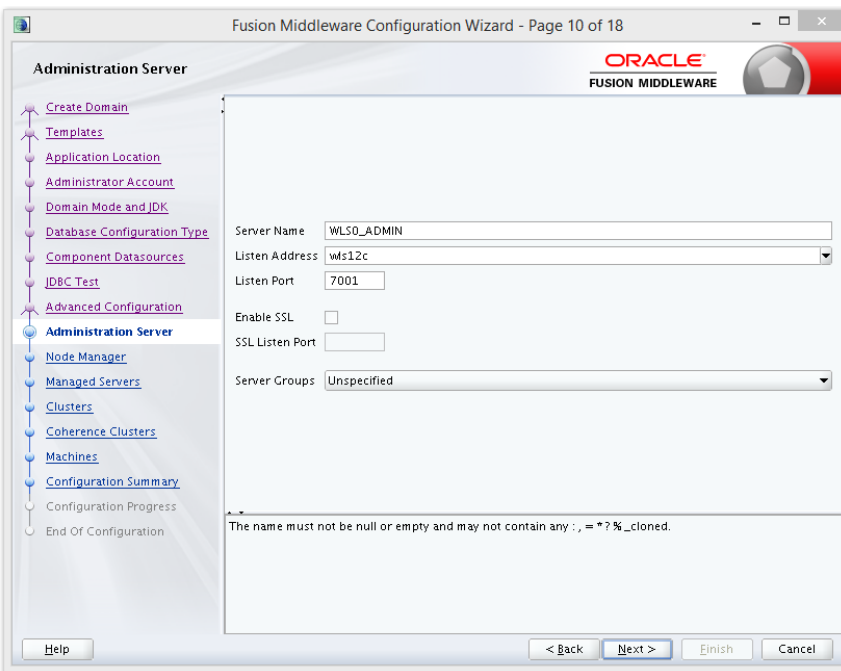 Fusion Middleware Configuration Wizard - Page 10 of 18
Administration Server
ORACLE
FUSION MIDDLEWARE
Create Domain
Templates
Application Location
Administrator Account
Domain Mode and JDK
Database Configuration Type
Component Datasources
JDBC Test
Advanced Configuration
Administration Server
Node Manager
Managed Servers
Clusters
Coherence Clusters
Machines
Configuration Summary
Configuration Progress
End Of Configuration
Server Name WLS0_ADMIN
Listen Address wls12c
Listen Port 7001
Enable SSL
SSL Listen Port
Server Groups Unspecified
The name must not be null or empty and may not contain any : , = * ? % _cloned.
Help < Back Next > Finish Cancel